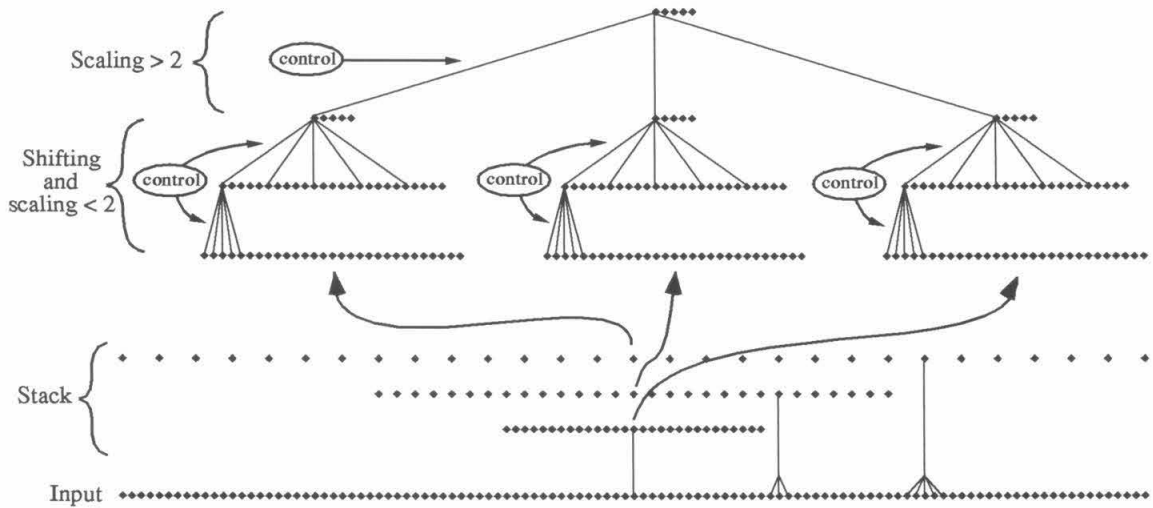 Scaling > 2
control
Shifting
and
scaling < 2
control
control
control
Stack
Input